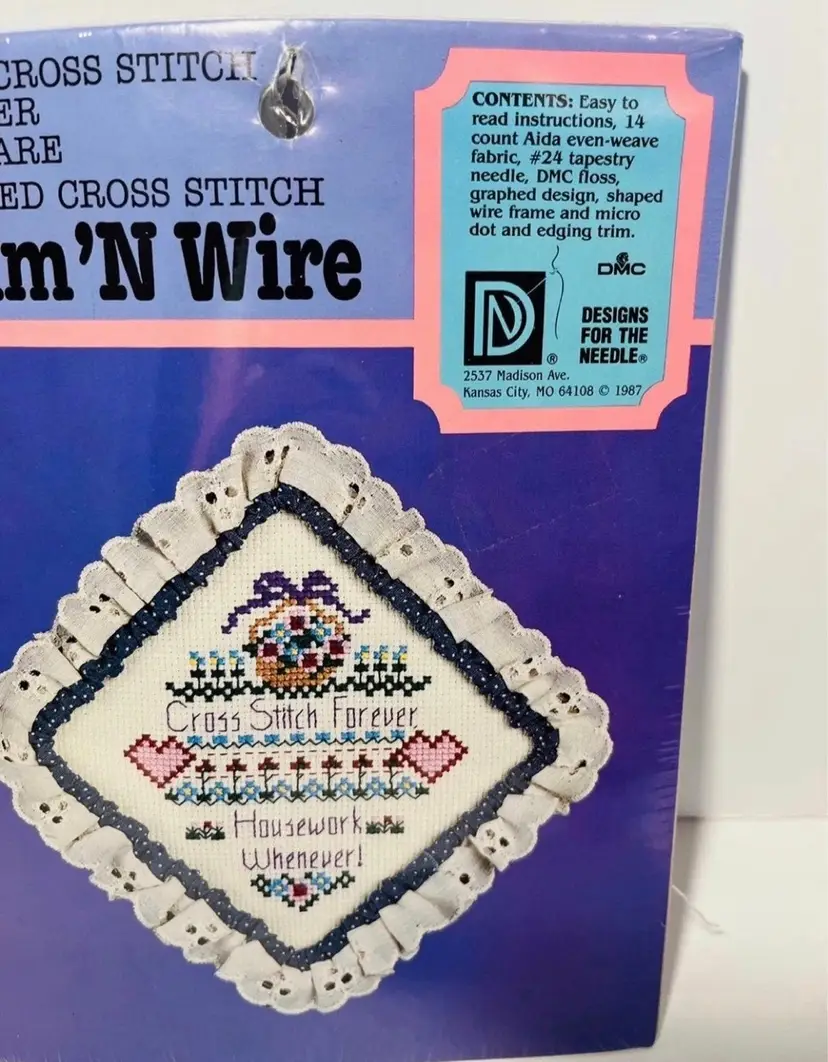 CROSS STITCH
ER
ARE
ED CROSS STITCH
m'N Wire
CONTENTS: Easy to
read instructions, 14
count Aida even-weave
fabric, #24 tapestry
needle, DMC floss,
graphed design, shaped
wire frame and micro
dot and edging trim.
DMC
DN ®
DESIGNS
FOR THE
NEEDLE®
2537 Madison Ave.
Kansas City, MO 64108 © 1987
Cross Stitch Forever,
Housework
Whenever!